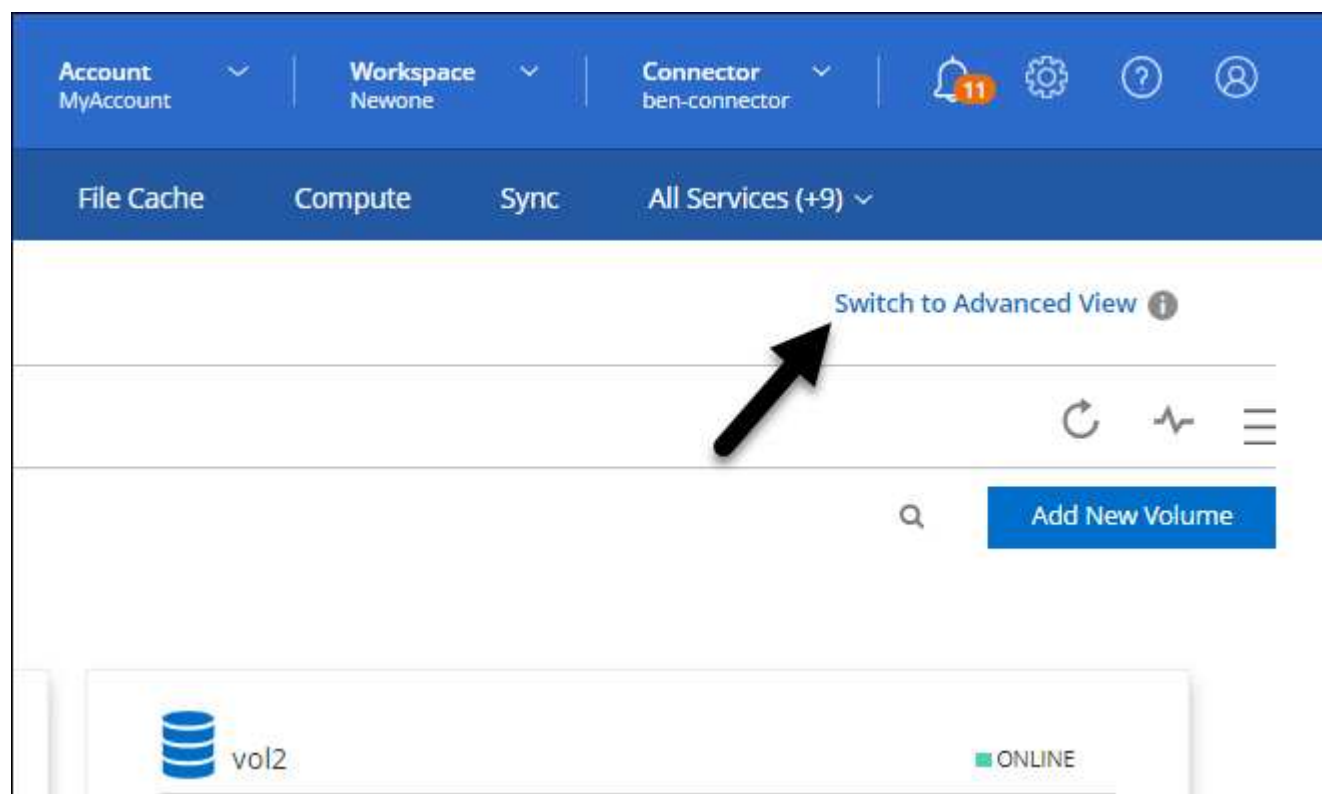 Account
MyAccount
Workspace
Newone
Connector
ben-connector
11
File Cache
Compute
Sync
All Services (+9)
Switch to Advanced View
Add New Volume
vol2
ONLINE